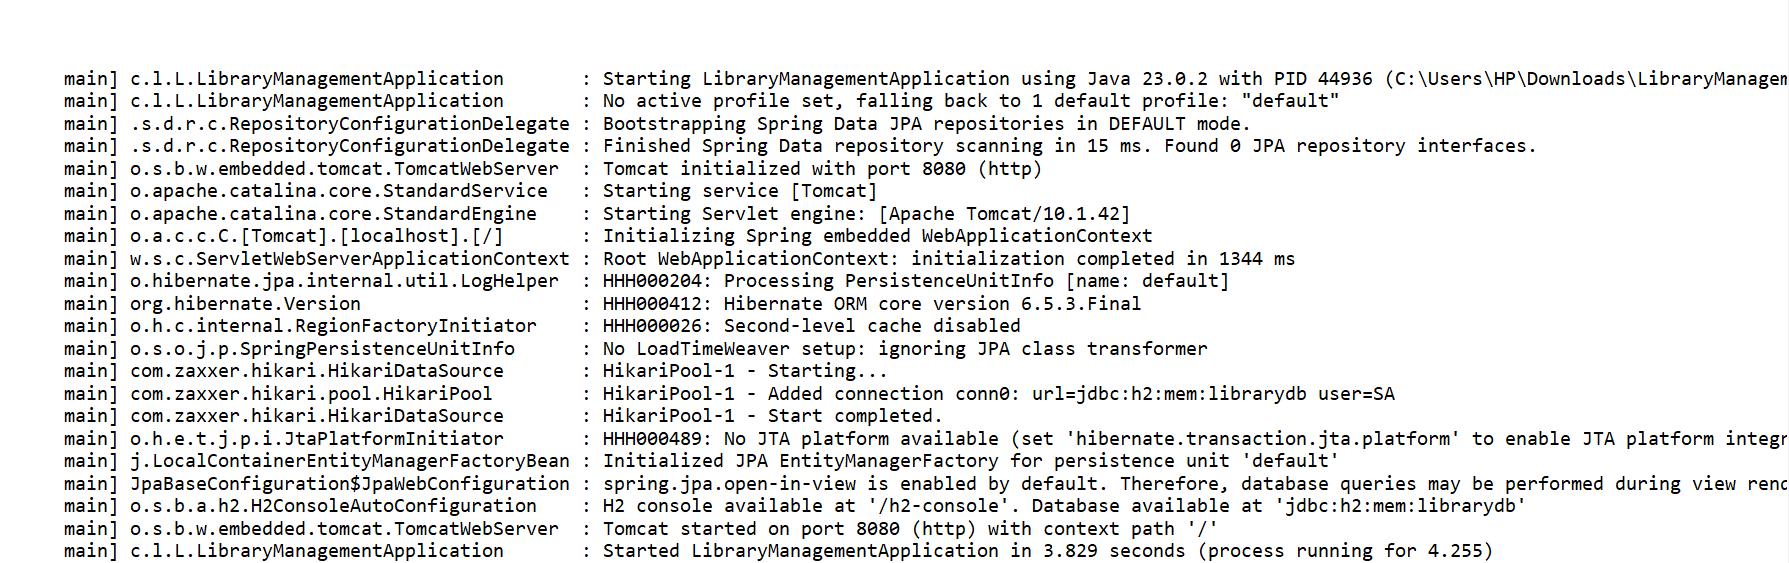 main] c.l.L.LibraryManagementApplication : Starting LibraryManagementApplication using Java 23.0.2 with PID 44936 (C:\Users\HP\Downloads\LibraryManagem
main] c.l.L.LibraryManagementApplication : No active profile set, falling back to 1 default profile: "default"
main] .s.d.r.c.RepositoryConfigurationDelegate : Bootstrapping Spring Data JPA repositories in DEFAULT mode.
main] .s.d.r.c.RepositoryConfigurationDelegate : Finished Spring Data repository scanning in 15 ms. Found 0 JPA repository interfaces.
main] o.s.b.w.embedded.tomcat.TomcatWebServer : Tomcat initialized with port 8080 (http)
main] o.apache.catalina.core.StandardService : Starting service [Tomcat]
main] o.apache.catalina.core.StandardEngine : Starting Servlet engine: [Apache Tomcat/10.1.42]
main] o.a.c.c.C.[Tomcat].[localhost].[/] : Initializing Spring embedded WebApplicationContext
main] w.s.c.ServletWebServerApplicationContext : Root WebApplicationContext: initialization completed in 1344 ms
main] o.hibernate.jpa.internal.util.LogHelper : HHH000204: Processing PersistenceUnitInfo [name: default]
main] org.hibernate.Version : HHH000412: Hibernate ORM core version 6.5.3.Final
main] o.h.c.internal.RegionFactoryInitiator : HHH000026: Second-level cache disabled
main] o.s.o.j.p.SpringPersistenceUnitInfo : No LoadTimeWeaver setup: ignoring JPA class transformer
main] com.zaxxer.hikari.HikariDataSource : HikariPool-1 - Starting...
main] com.zaxxer.hikari.pool.HikariPool : HikariPool-1 - Added connection conn0: url=jdbc:h2:mem:librarydb user=SA
main] com.zaxxer.hikari.HikariDataSource : HikariPool-1 - Start completed.
main] o.h.e.t.j.p.i.JtaPlatformInitiator : HHH000489: No JTA platform available (set 'hibernate.transaction.jta.platform' to enable JTA platform integr
main] j.LocalContainerEntityManagerFactoryBean : Initialized JPA EntityManagerFactory for persistence unit 'default'
main] JpaBaseConfiguration$JpaWebConfiguration : spring.jpa.open-in-view is enabled by default. Therefore, database queries may be performed during view rend
main] o.s.b.a.h2.H2ConsoleAutoConfiguration : H2 console available at '/h2-console'. Database available at 'jdbc:h2:mem:librarydb'
main] o.s.b.w.embedded.tomcat.TomcatWebServer : Tomcat started on port 8080 (http) with context path '/'
main] c.l.L.LibraryManagementApplication : Started LibraryManagementApplication in 3.829 seconds (process running for 4.255)